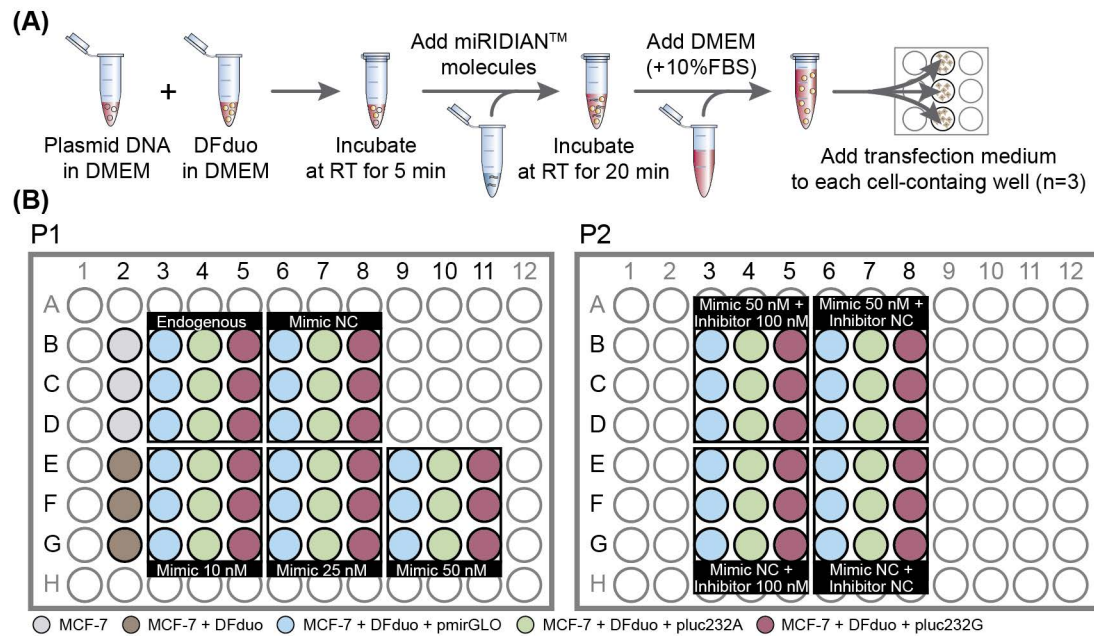 (A)
Add miRIDIAN™
molecules
Add DMEM
(+10%FBS)
+
Plasmid DNA
in DMEM
DFduo
in DMEM
Incubate
at RT for 5 min
Incubate
at RT for 20 min
Add transfection medium
to each cell-containg well (n=3)
(B)
P1
1 2 3 4 5 6 7 8 9 10 11 12
A
Endogenous Mimic NC
B
C
D
E
F
G
Mimic 10 nM Mimic 25 nM Mimic 50 nM
H
P2
1 2 3 4 5 6 7 8 9 10 11 12
A
Mimic 50 nM +
Inhibitor 100 nM
Mimic 50 nM +
Inhibitor NC
B
C
D
E
F
G
Mimic NC +
Inhibitor 100 nM
Mimic NC +
Inhibitor NC
H
MCF-7 MCF-7 + DFduo MCF-7 + DFduo + pmirGLO MCF-7 + DFduo + pluc232A MCF-7 + DFduo + pluc232G